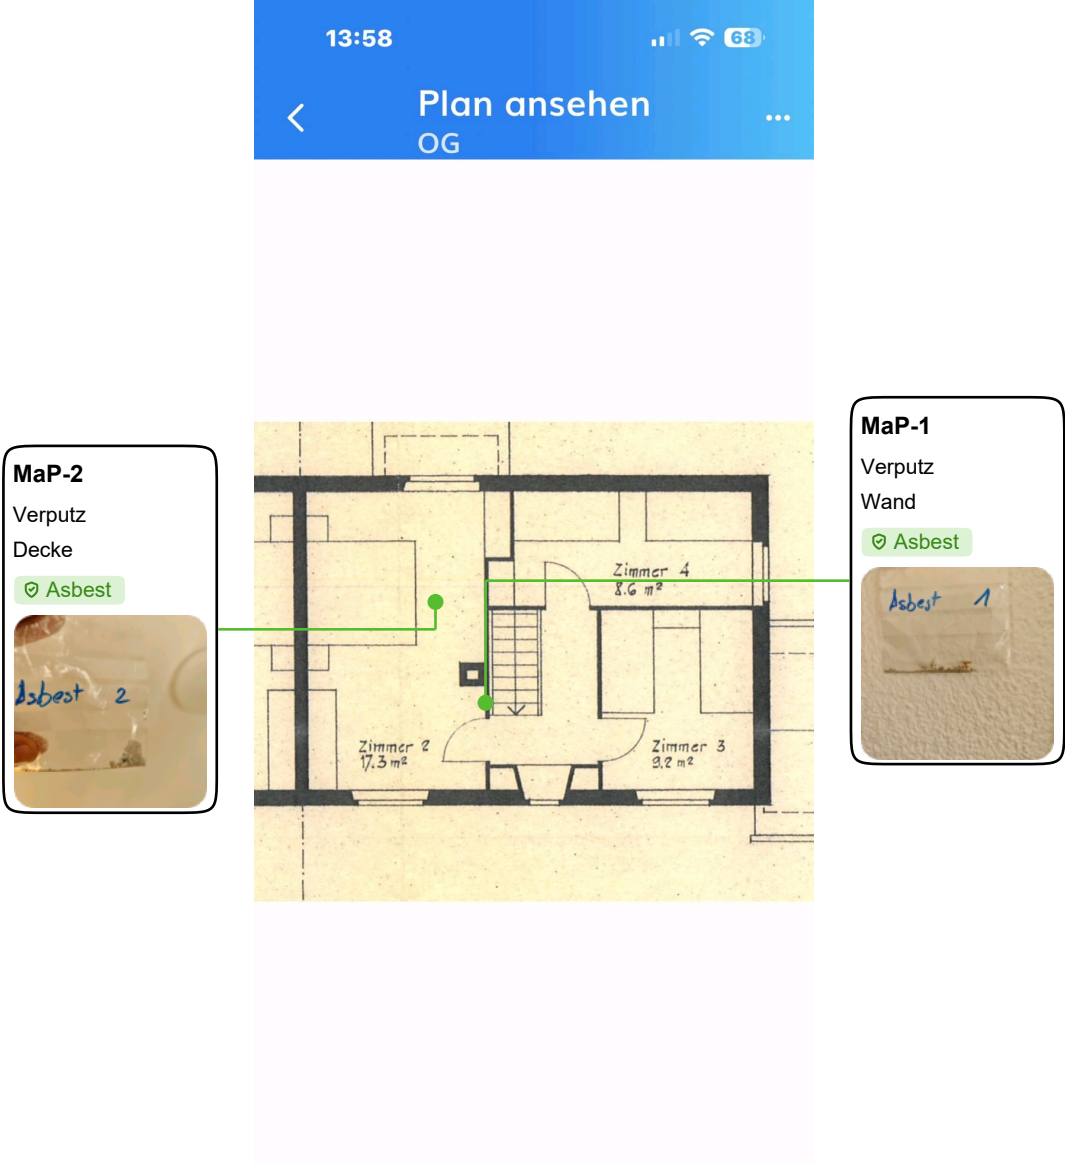 13:58
68
Plan ansehen
OG
MaP-2
Verputz
Decke
Asbest
Asbest 2
MaP-1
Verputz
Wand
Asbest
Asbest 1
Zimmer 4
8.6 m²
Zimmer 2
17.3 m²
Zimmer 3
9.2 m²